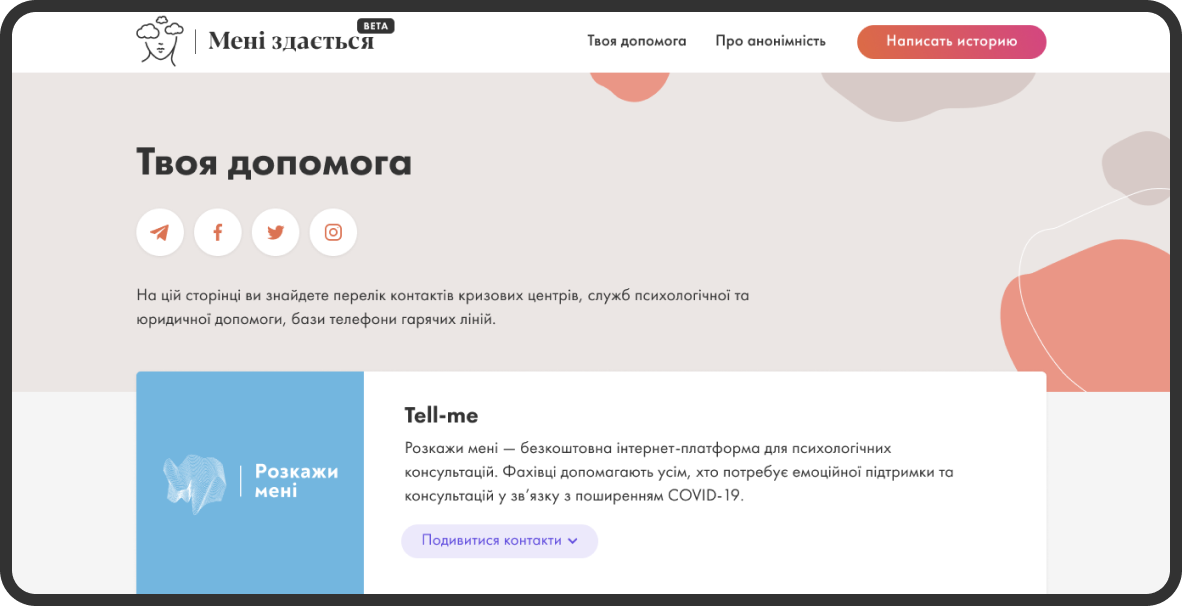 Мені здається
BETA
Твоя допомога
Про анонімність
Написать историю
Твоя допомога
На цій сторінці ви знайдете перелік контактів кризових центрів, служб психологічної та
юридичної допомоги, бази телефони гарячих ліній.
Розкажи
мені
Tell-me
Розкажи мені — безкоштовна інтернет-платформа для психологічних
консультацій. Фахівці допомагають усім, хто потребує емоційної підтримки та
консультацій у зв’язку з поширенням COVID-19.
Подивитися контакти